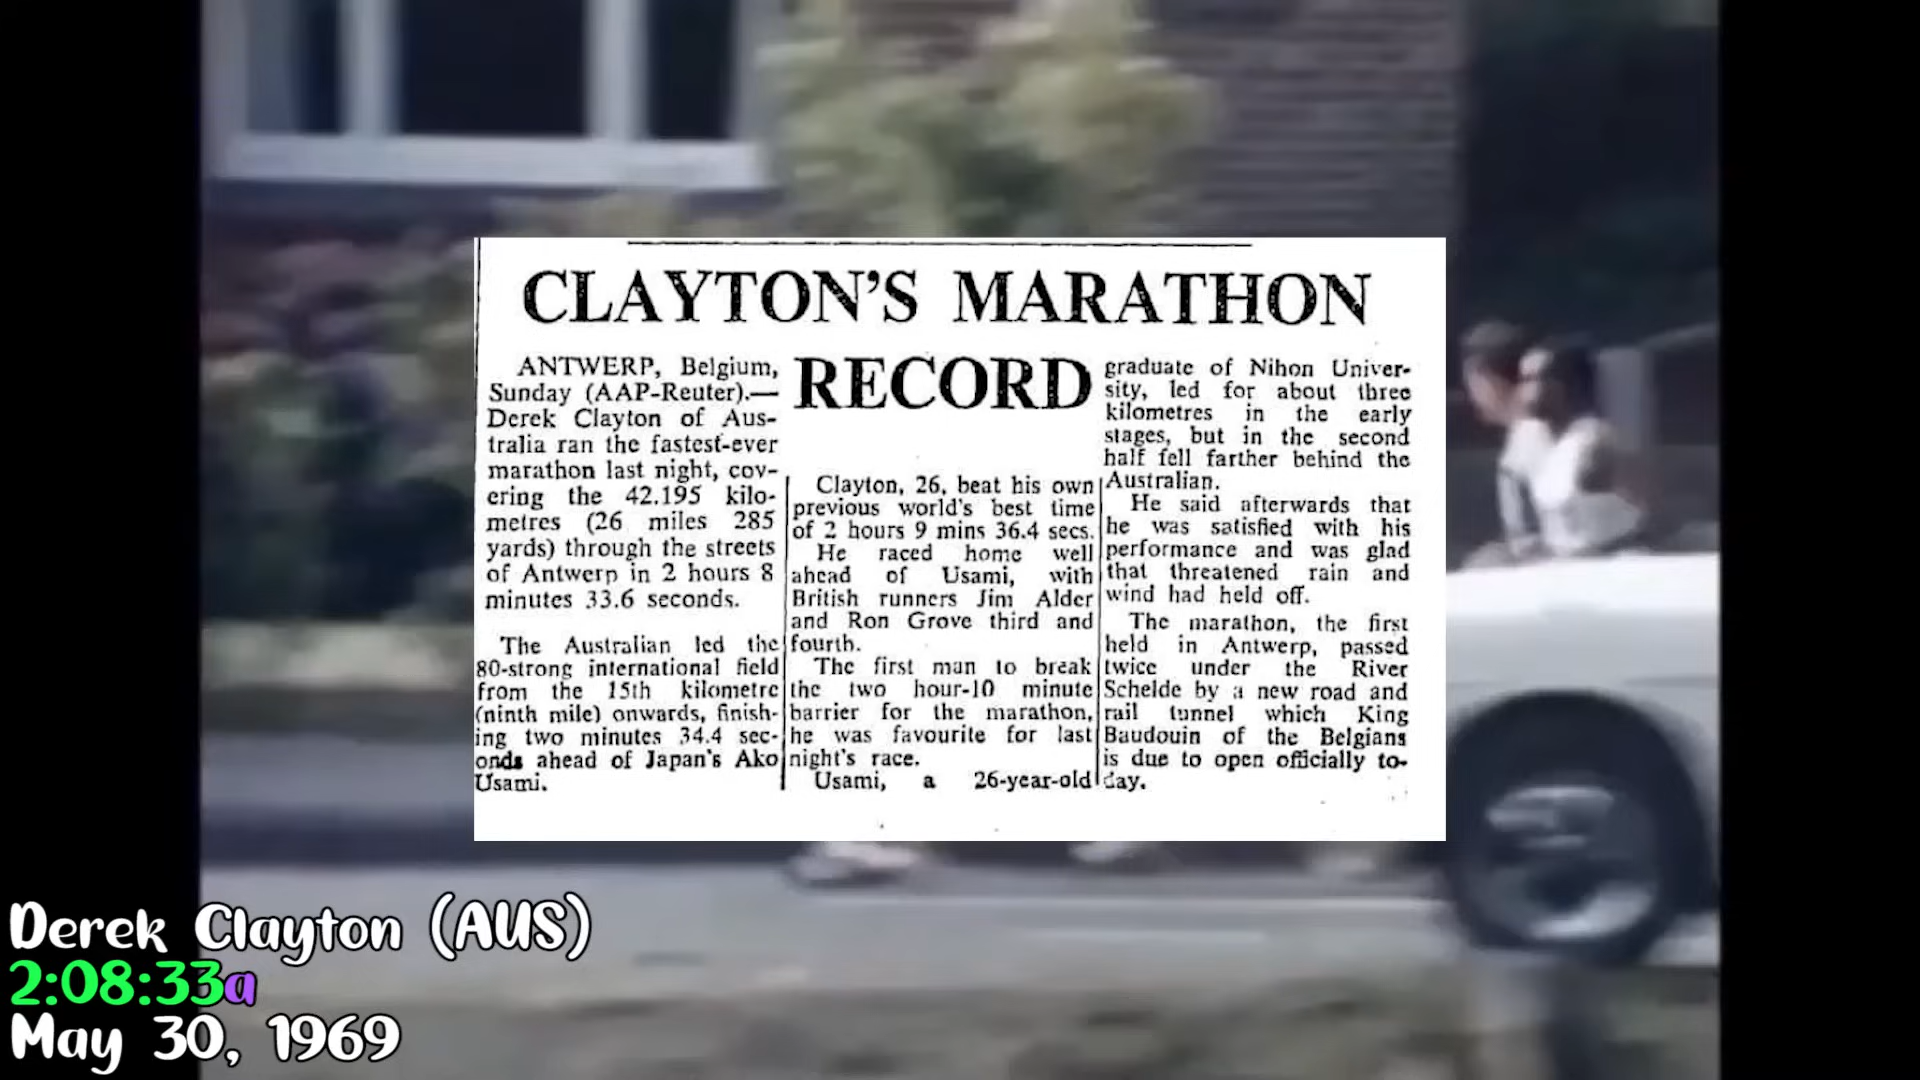 CLAYTON'S MARATHON
RECORD
ANTWERP, Belgium,
Sunday (AAP-Reuter).—
Derek Clayton of Aus-
tralia ran the fastest-ever
marathon last night, cov-
ering the 42.195 kilo-
metres (26 miles 285
yards) through the streets
of Antwerp in 2 hours 8
minutes 33.6 seconds.
The Australian led the
80-strong international field
from the 15th kilometre
(ninth mile) onwards, finish-
ing two minutes 34.4 sec-
onds ahead of Japan's Ako
Usami.
Clayton, 26, beat his own
previous world's best time
of 2 hours 9 mins 36.4 secs.
He raced home well
ahead of Usami, with
British runners Jim Alder
and Ron Grove third and
fourth.
The first man to break
the two hour-10 minute
barrier for the marathon,
he was favourite for last
night's race.
Usami, a 26-year-old
graduate of Nihon Univer-
sity, led for about three
kilometres in the early
stages, but in the second
half fell farther behind the
Australian.
He said afterwards that
he was satisfied with his
performance and was glad
that threatened rain and
wind had held off.
The marathon, the first
held in Antwerp, passed
twice under the River
Schelde by a new road and
rail tunnel which King
Baudouin of the Belgians
is due to open officially to-
day.
Derek Clayton (AUS)
2:08:33a
May 30, 1969